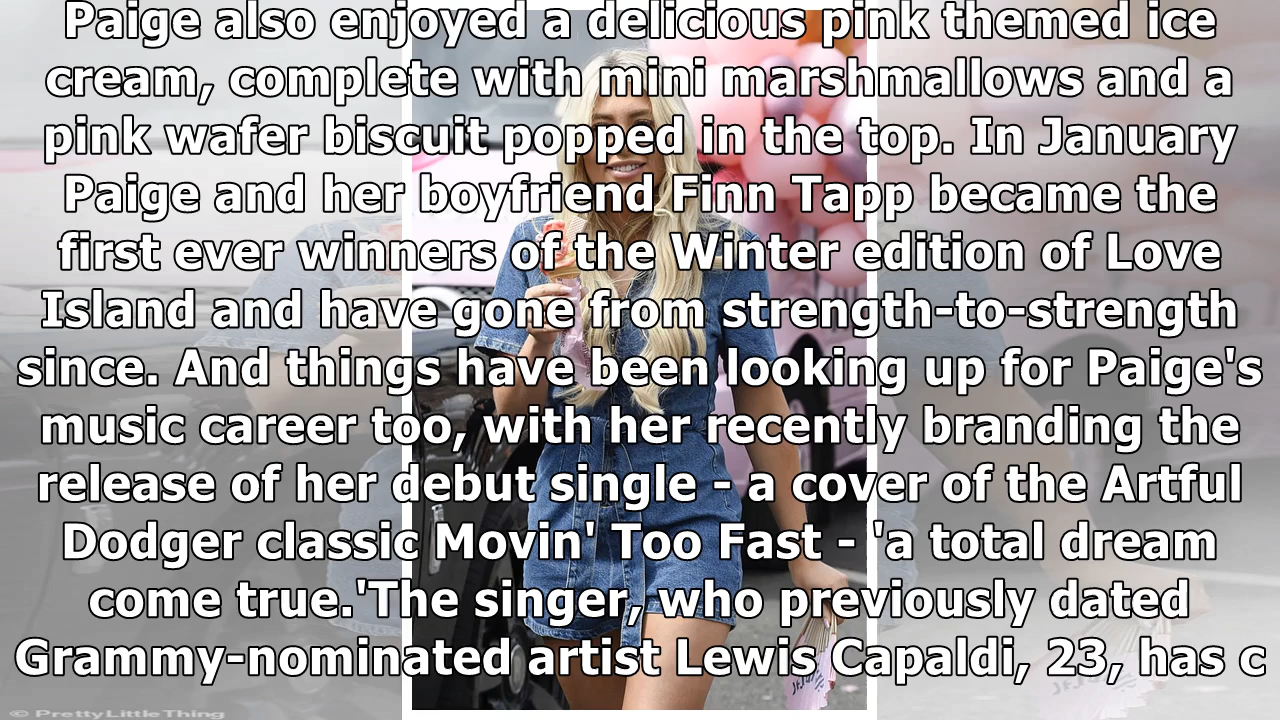 Paige also enjoyed a delicious pink themed ice
cream, complete with mini marshmallows and a
pink wafer biscuit popped in the top. In January
Paige and her boyfriend Finn Tapp became the
first ever winners of the Winter edition of Love
Island and have gone from strength-to-strength
since. And things have been looking up for Paige's
music career too, with her recently branding the
release of her debut single - a cover of the Artful
Dodger classic Movin' Too Fast - 'a total dream
come true.'The singer, who previously dated
Grammy-nominated artist Lewis Capaldi, 23, has c
© PrettyLittleThing